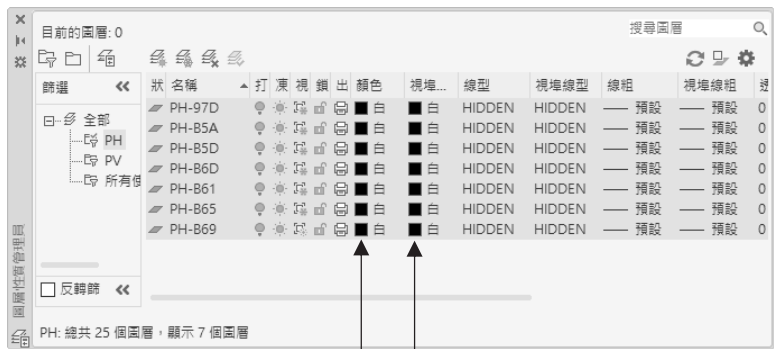 目前的圖層: 0
搜尋圖層
篩選
狀 名稱 打 凍 視 鎖 出 顏色 視埠... 線型 視埠線型 線粗 視埠線粗 透
全部
PH
PV
所有使
PH-97D 白 白 HIDDEN HIDDEN 預設 預設 0
PH-B5A 白 白 HIDDEN HIDDEN 預設 預設 0
PH-B5D 白 白 HIDDEN HIDDEN 預設 預設 0
PH-B6D 白 白 HIDDEN HIDDEN 預設 預設 0
PH-B61 白 白 HIDDEN HIDDEN 預設 預設 0
PH-B65 白 白 HIDDEN HIDDEN 預設 預設 0
PH-B69 白 白 HIDDEN HIDDEN 預設 預設 0
反轉篩
圖層性質管理員
PH: 總共 25 個圖層，顯示 7 個圖層